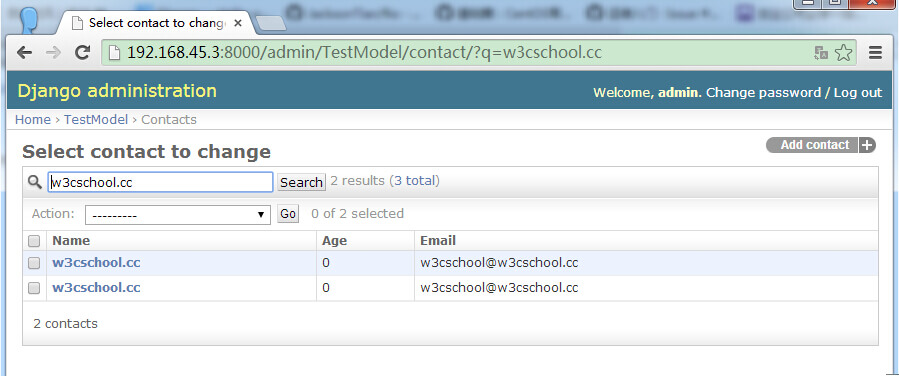 Select contact to change
192.168.45.3:8000/admin/TestModel/contact/?q=w3cschool.cc
Django administration
Welcome, admin. Change password / Log out
Home › TestModel › Contacts
Select contact to change
Add contact +
w3cschool.cc Search 2 results (3 total)
Action: --------- Go 0 of 2 selected
Name Age Email
w3cschool.cc 0 w3cschool@w3cschool.cc
w3cschool.cc 0 w3cschool@w3cschool.cc
2 contacts